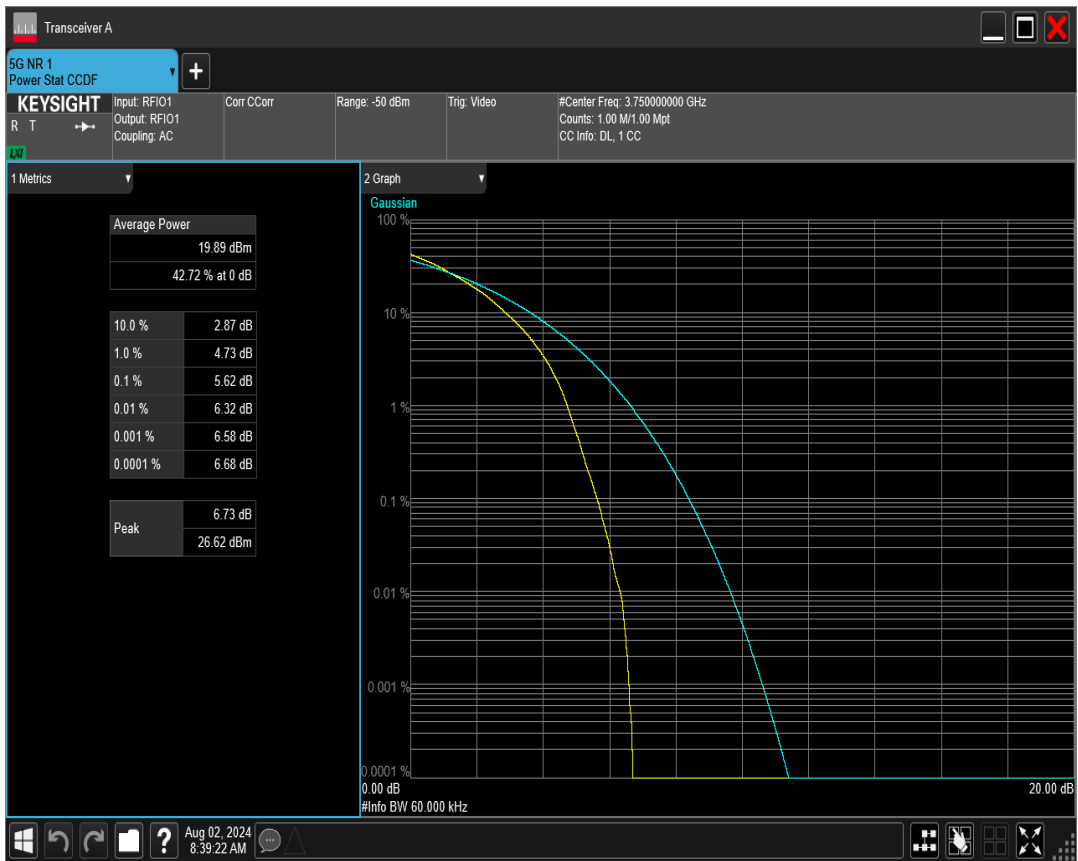 Transceiver A
5G NR 1
Power Stat CCDF
+
KEYSIGHT
R T
LXI
Input: RFIO1
Output: RFIO1
Coupling: AC
Corr CCorr
Range: -50 dBm
Trig: Video
#Center Freq: 3.750000000 GHz
Counts: 1.00 M/1.00 Mpt
CC Info: DL, 1 CC
1 Metrics
Average Power
19.89 dBm
42.72 % at 0 dB
10.0 % 2.87 dB
1.0 % 4.73 dB
0.1 % 5.62 dB
0.01 % 6.32 dB
0.001 % 6.58 dB
0.0001 % 6.68 dB
Peak
6.73 dB
26.62 dBm
2 Graph
Gaussian
100 %
10 %
1 %
0.1 %
0.01 %
0.001 %
0.0001 %
0.00 dB 20.00 dB
#Info BW 60.000 kHz
?
Aug 02, 2024
8:39:22 AM